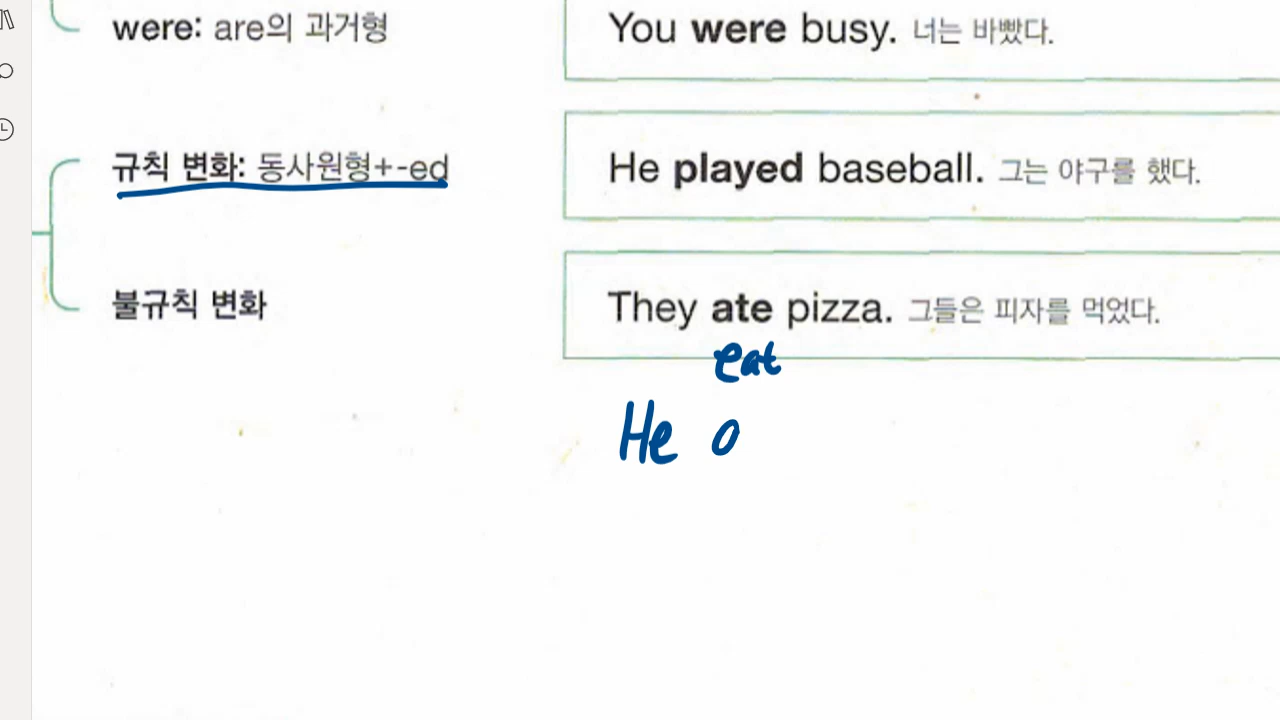 were: are의 과거형
You were busy. 너는 바빴다.
규칙 변화: 동사원형+-ed
He played baseball. 그는 야구를 했다.
불규칙 변화
They ate pizza. 그들은 피자를 먹었다.
eat
He o